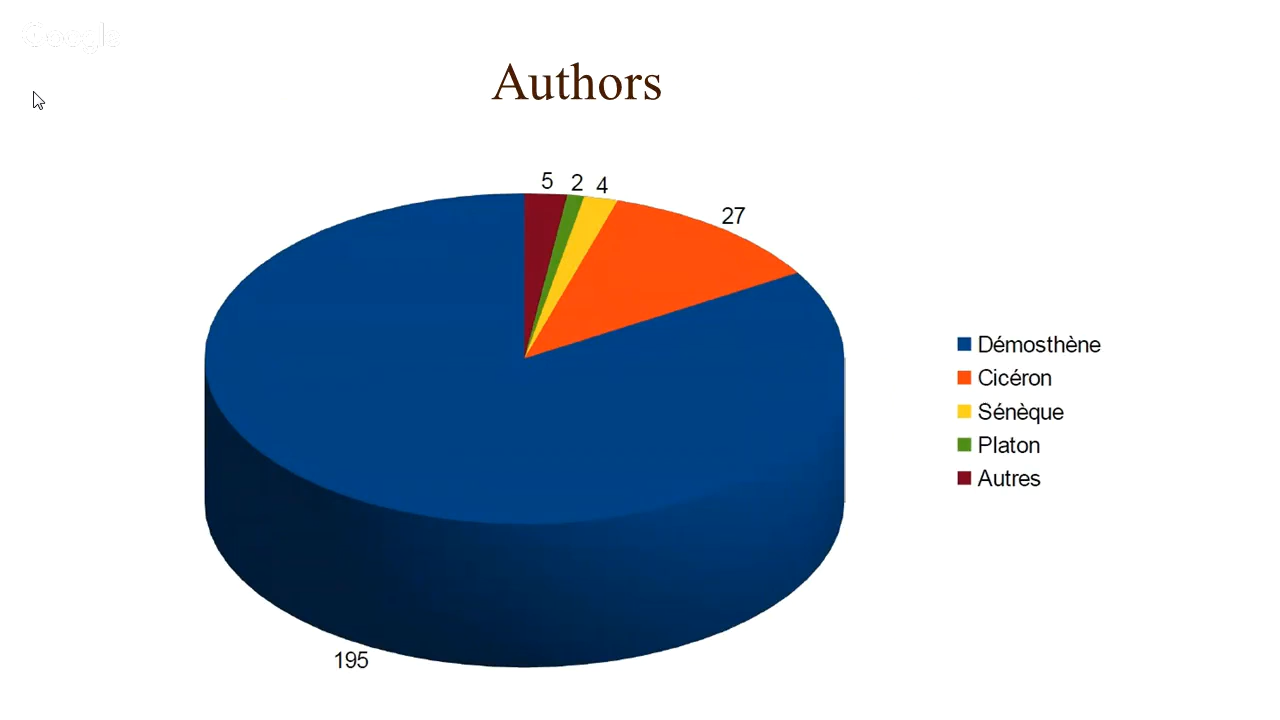 Google
Authors
5 2 4
27
Démosthène
Cicéron
Sénèque
Platon
Autres
195